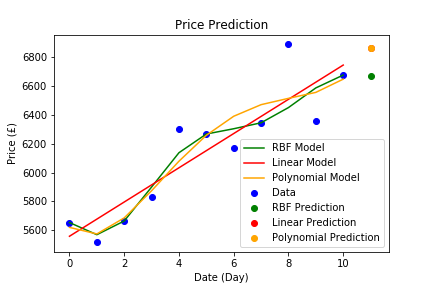 Price Prediction
Price (£)
6800
6600
6400
6200
6000
5800
5600
0
2
4
6
8
10
Date (Day)
RBF Model
Linear Model
Polynomial Model
Data
RBF Prediction
Linear Prediction
Polynomial Prediction